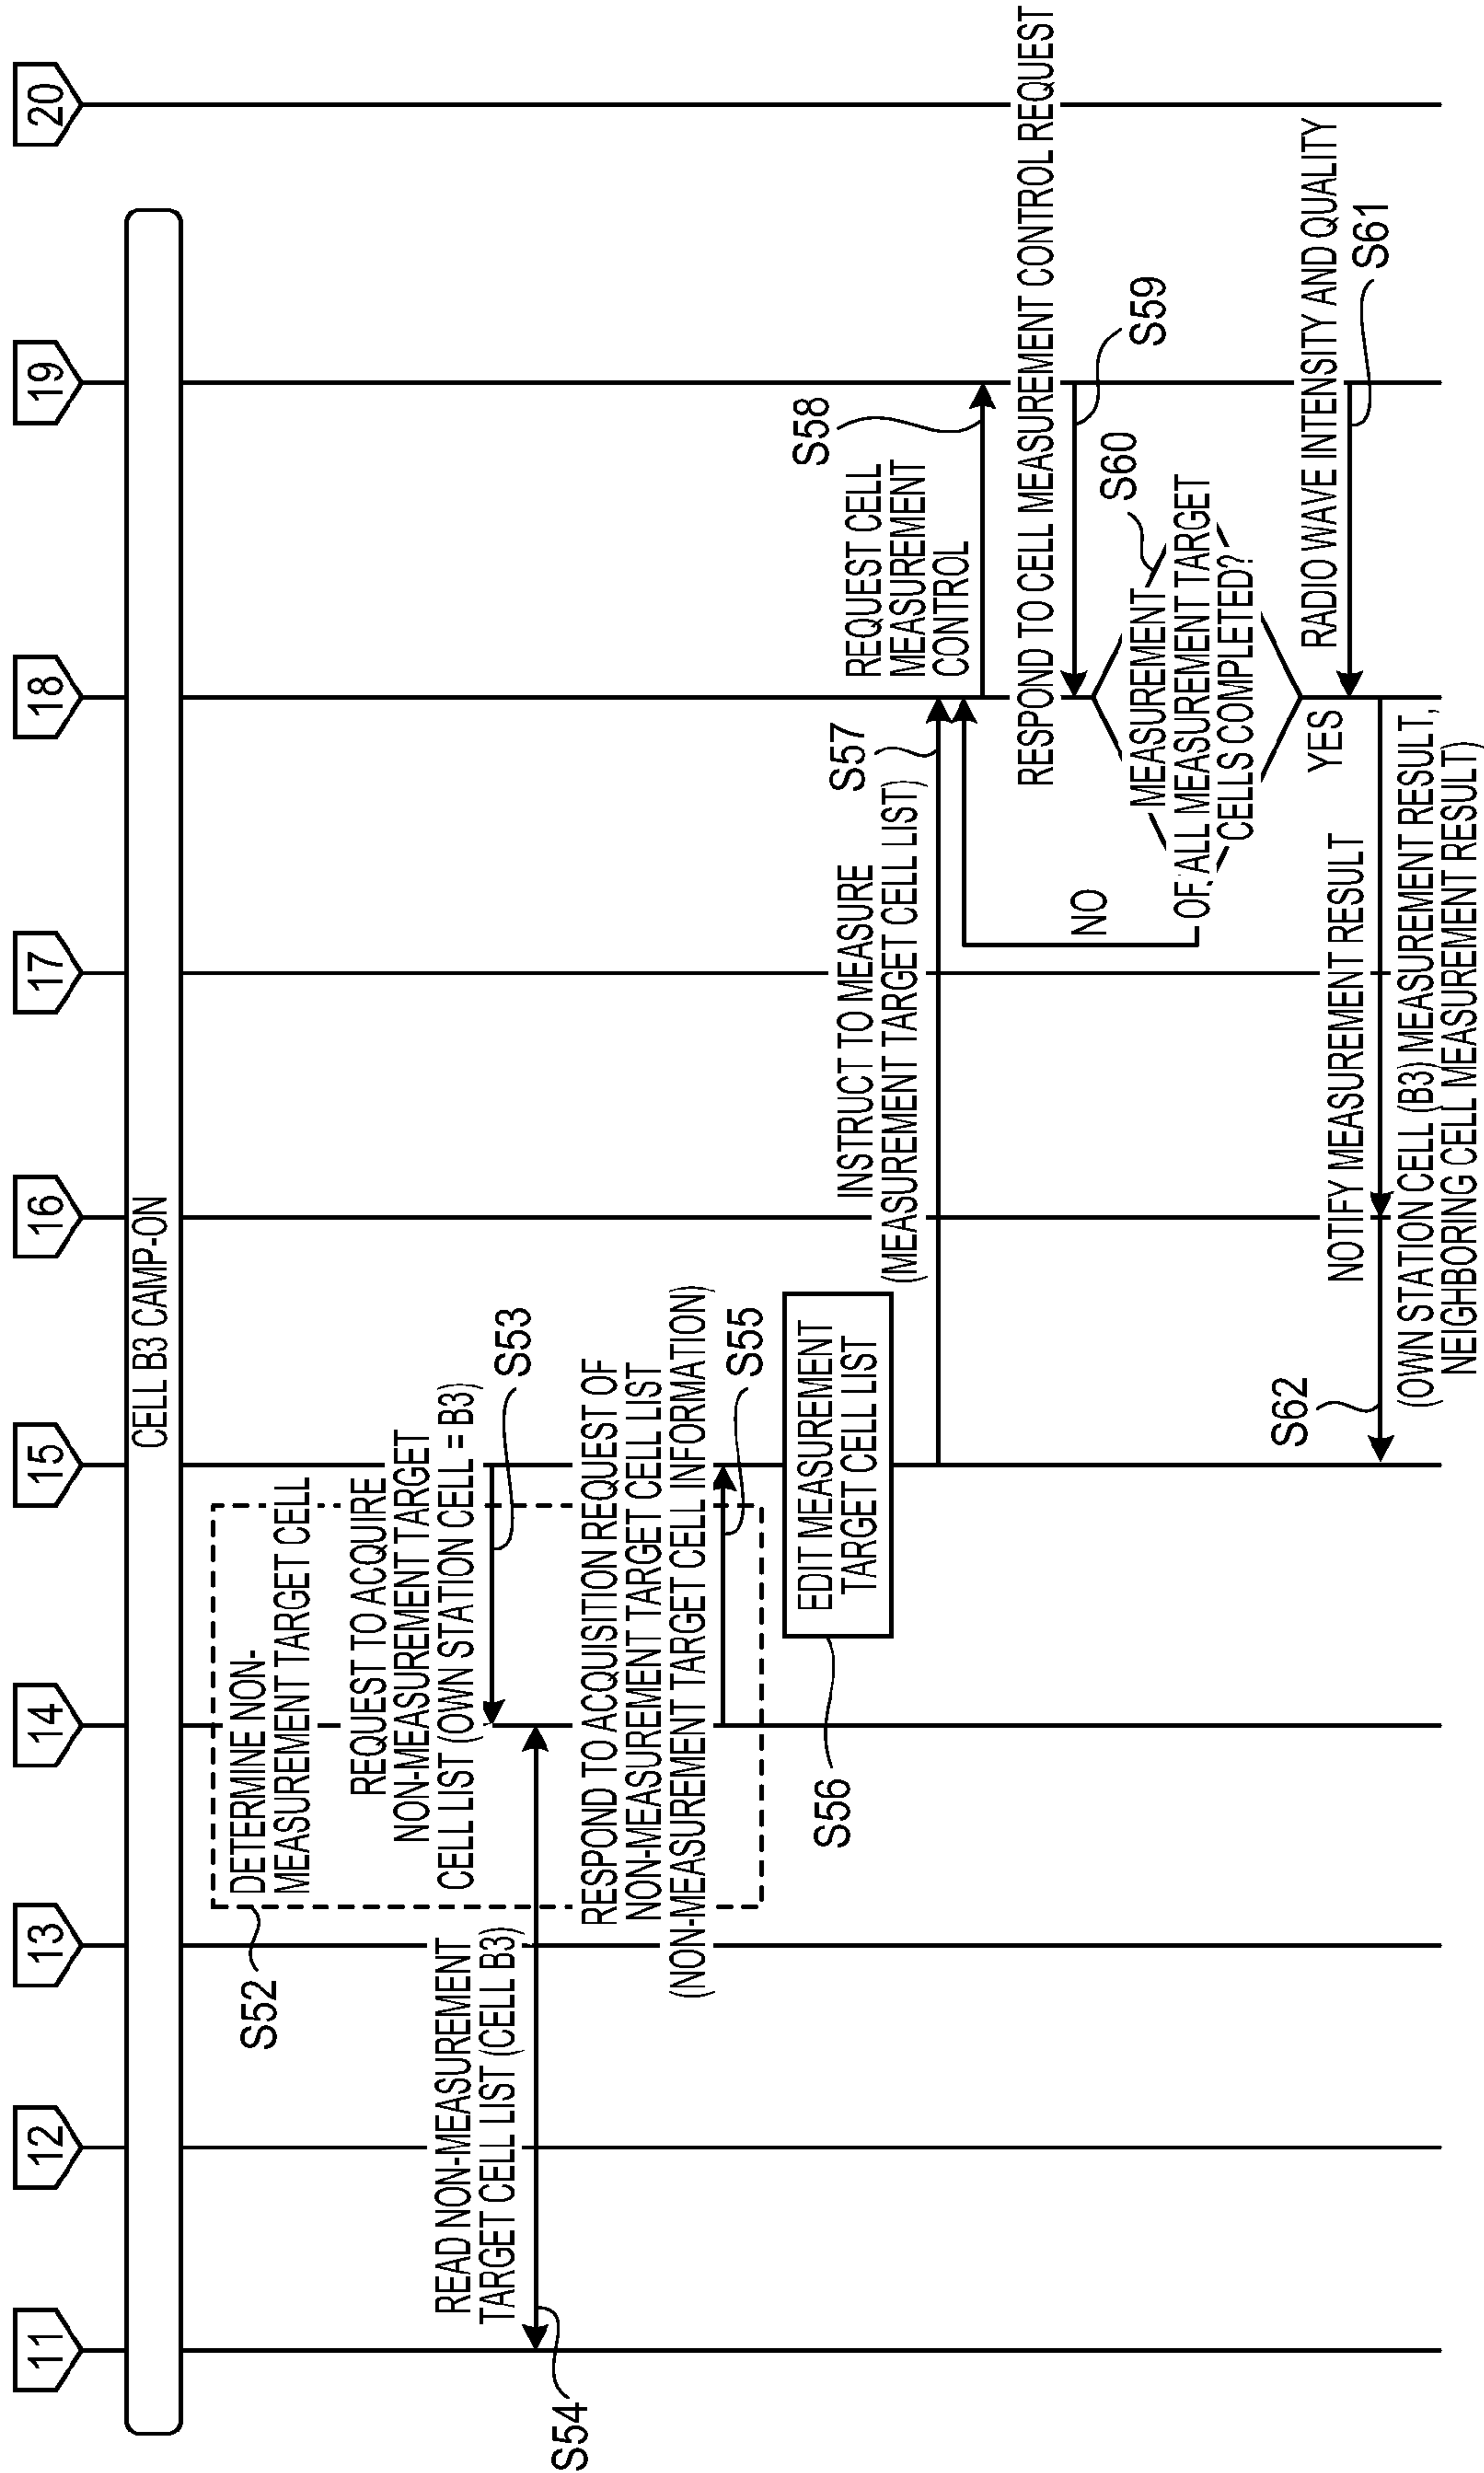 11
12
13
14
15
16
17
18
19
20
CELL B3 CAMP-ON
S52
DETERMINE NON-
MEASUREMENT TARGET CELL
REQUEST TO ACQUIRE
NON-MEASUREMENT TARGET
CELL LIST (OWN STATION CELL = B3)
S53
READ NON-MEASUREMENT
TARGET CELL LIST (CELL B3)
S54
RESPOND TO ACQUISITION REQUEST OF
NON-MEASUREMENT TARGET CELL LIST
(NON-MEASUREMENT TARGET CELL INFORMATION)
S55
EDIT MEASUREMENT
TARGET CELL LIST
S56
INSTRUCT TO MEASURE
(MEASUREMENT TARGET CELL LIST)
S57
REQUEST CELL
MEASUREMENT
CONTROL
S58
RESPOND TO CELL MEASUREMENT CONTROL REQUEST
S59
MEASUREMENT
OF ALL MEASUREMENT TARGET
CELLS COMPLETED?
S60
NO
YES
RADIO WAVE INTENSITY AND QUALITY
S61
NOTIFY MEASUREMENT RESULT
S62
(OWN STATION CELL (B3) MEASUREMENT RESULT,
NEIGHBORING CELL MEASUREMENT RESULT)